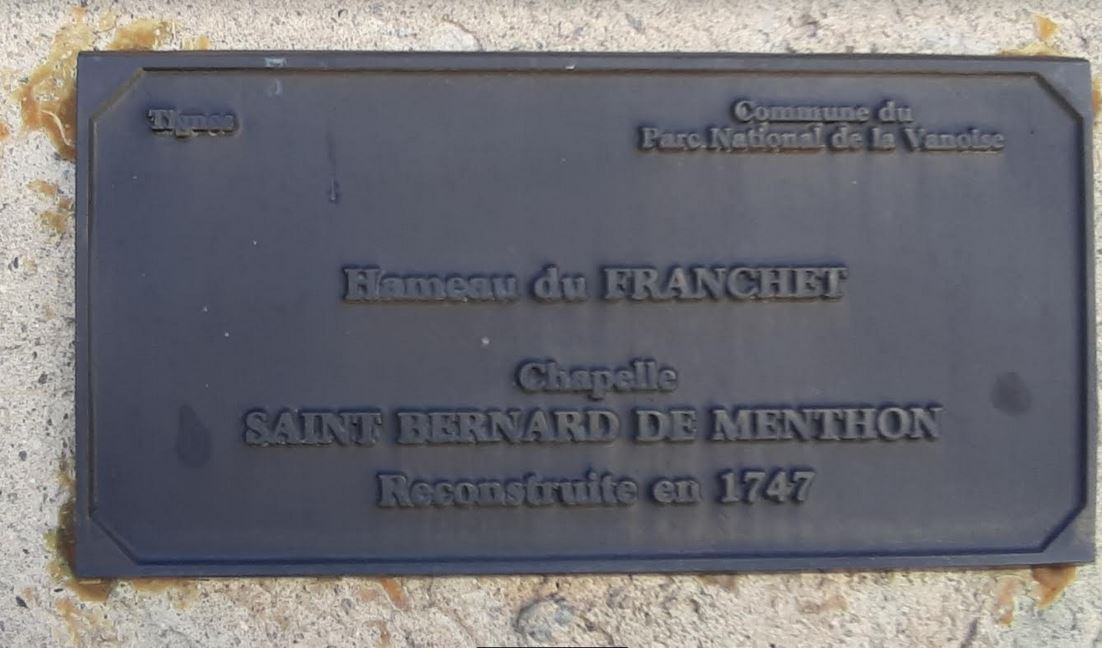 Tignes
Commune du
Parc National de la Vanoise
Hameau du FRANCHET
Chapelle
SAINT BERNARD DE MENTHON
Reconstruite en 1747